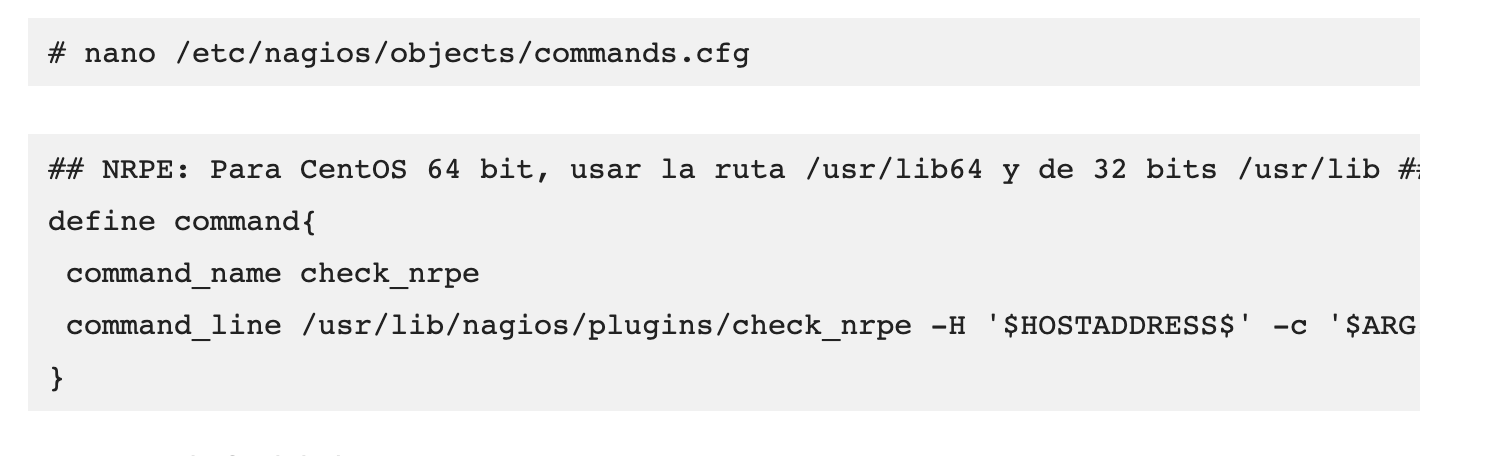 # nano /etc/nagios/objects/commands.cfg
## NRPE: Para CentOS 64 bit, usar la ruta /usr/lib64 y de 32 bits /usr/lib ##
define command{
command_name check_nrpe
command_line /usr/lib/nagios/plugins/check_nrpe -H '$HOSTADDRESS$' -c '$ARG
}